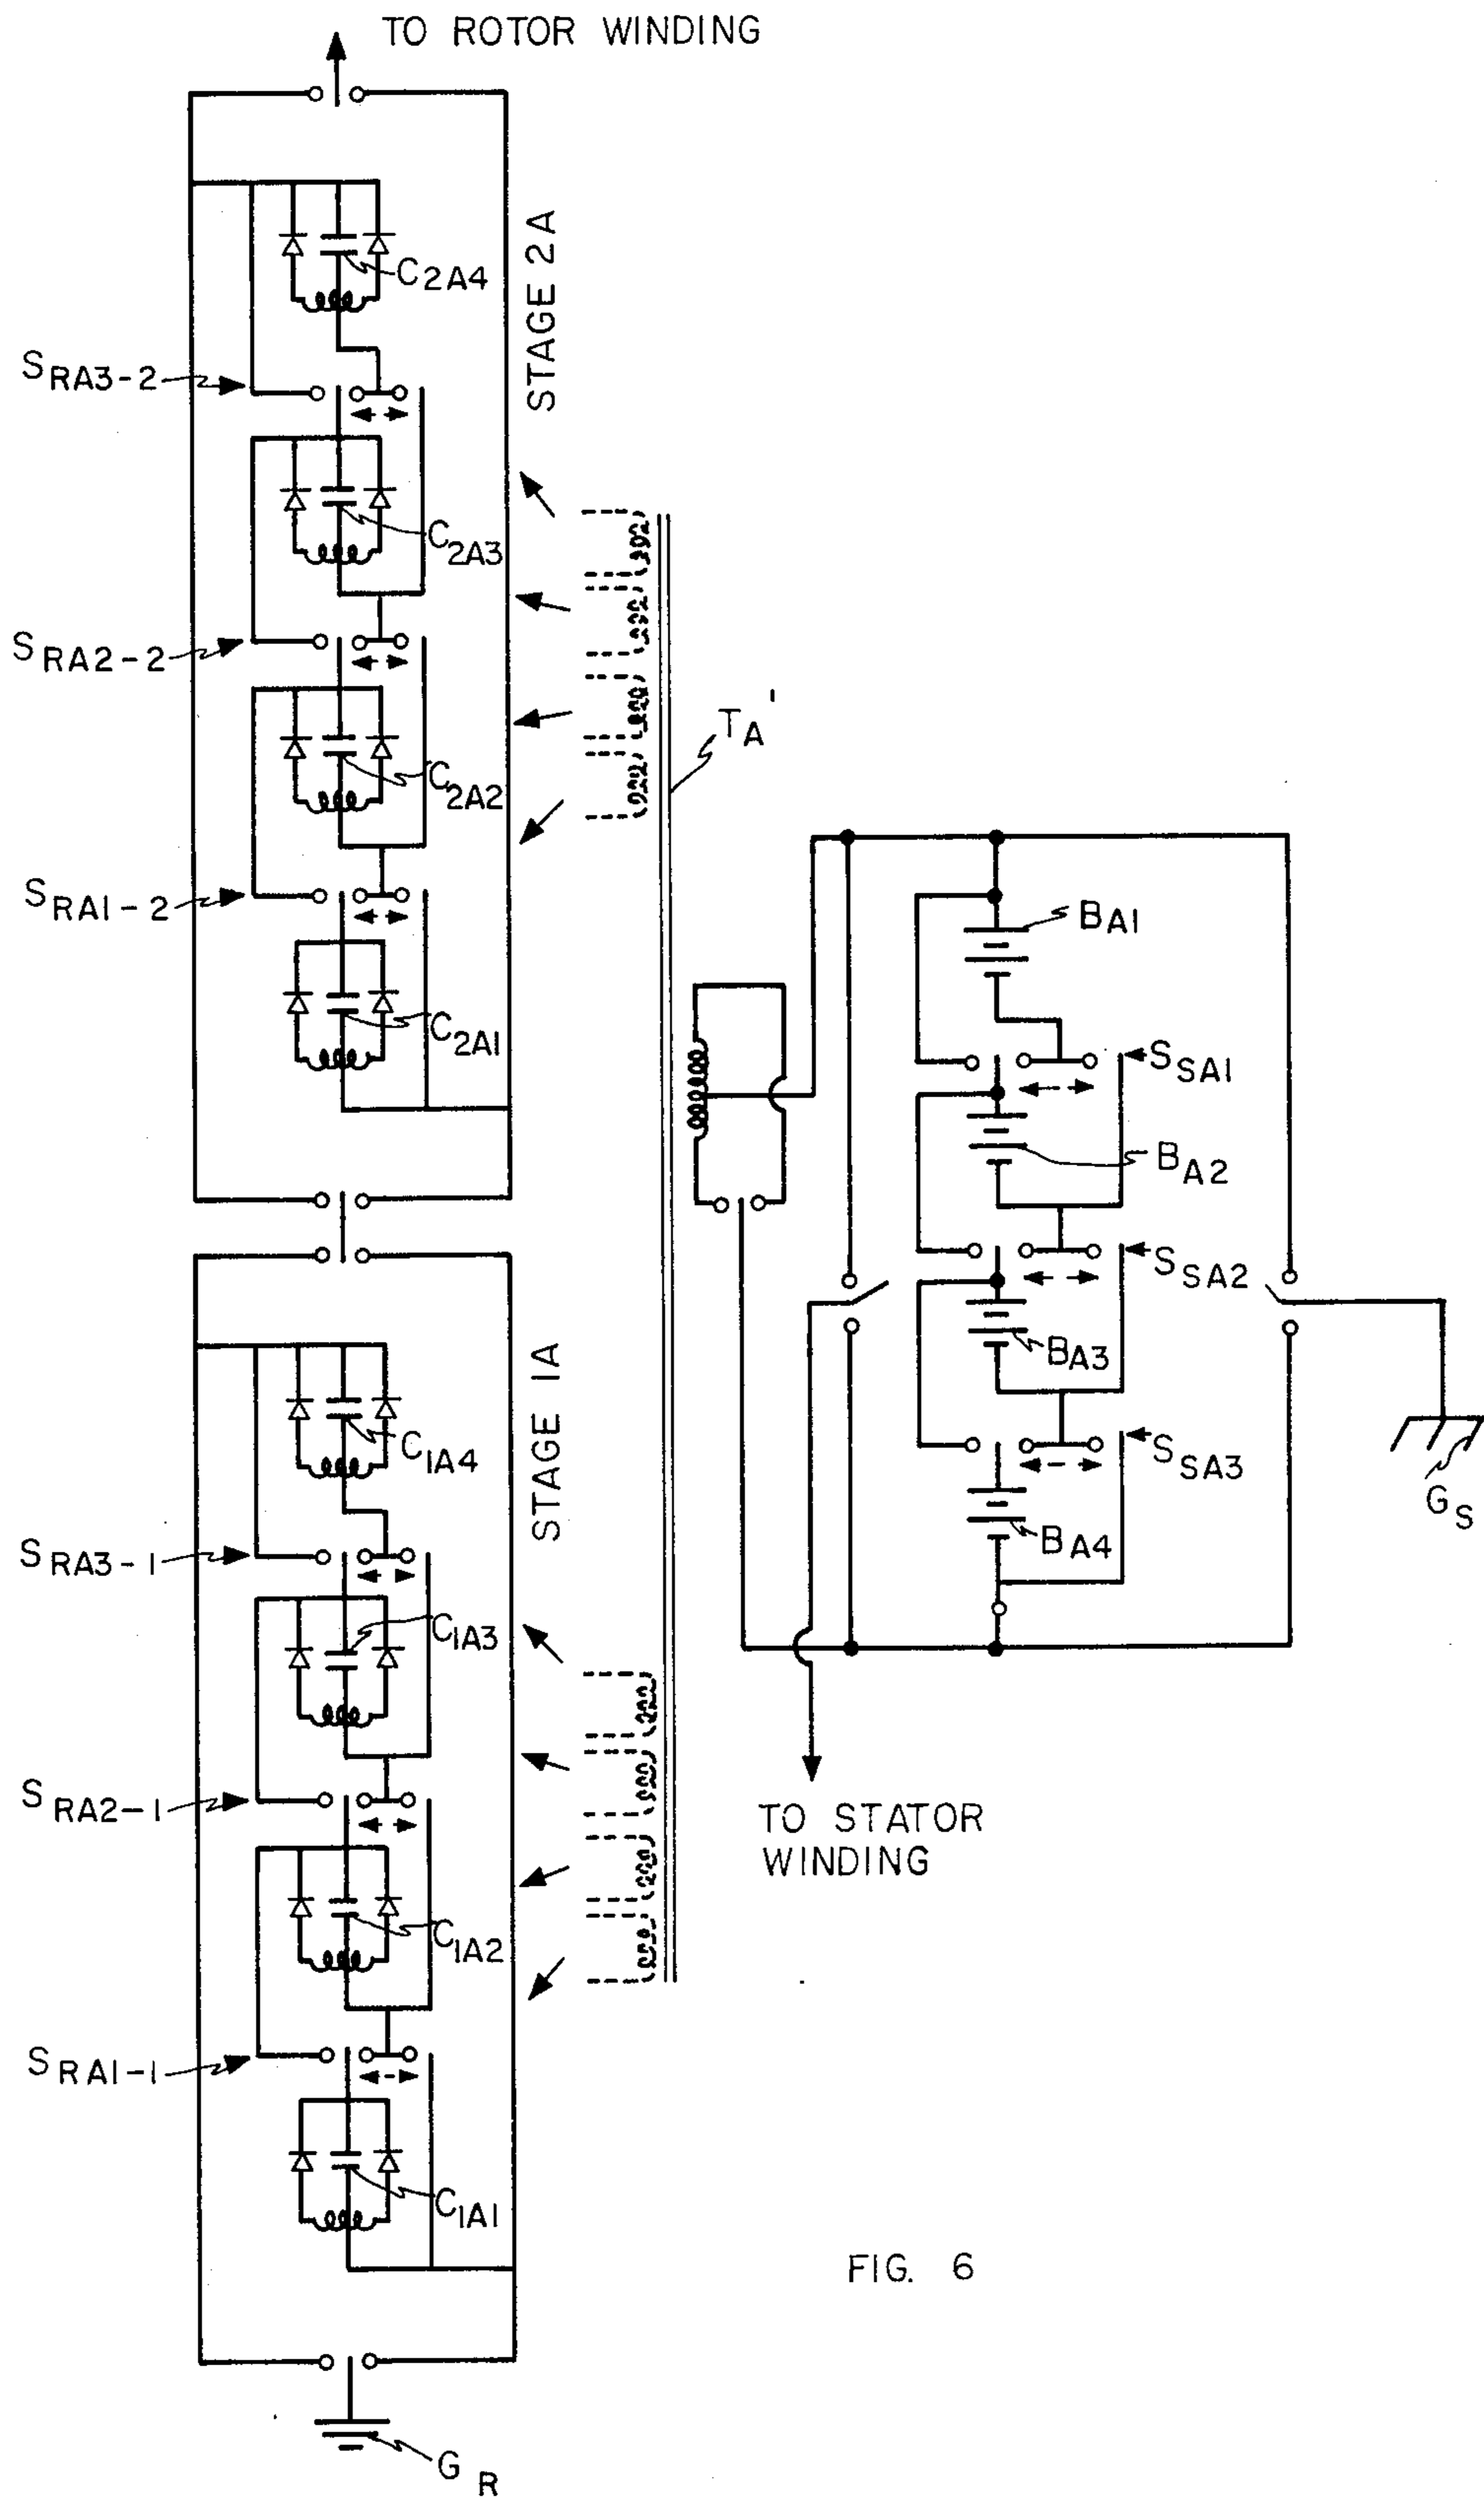 TO ROTOR WINDING
C2A4
STAGE 2A
SRA3-2
C2A3
SRA2-2
TA'
C2A2
SRA1-2
BA1
C2A1
SSA1
BA2
SSA2
BA3
STAGE 1A
C1A4
SSA3
GS
BA4
SRA3-1
C1A3
SRA2-1
TO STATOR
WINDING
C1A2
SRA1-1
C1A1
FIG. 6
GR